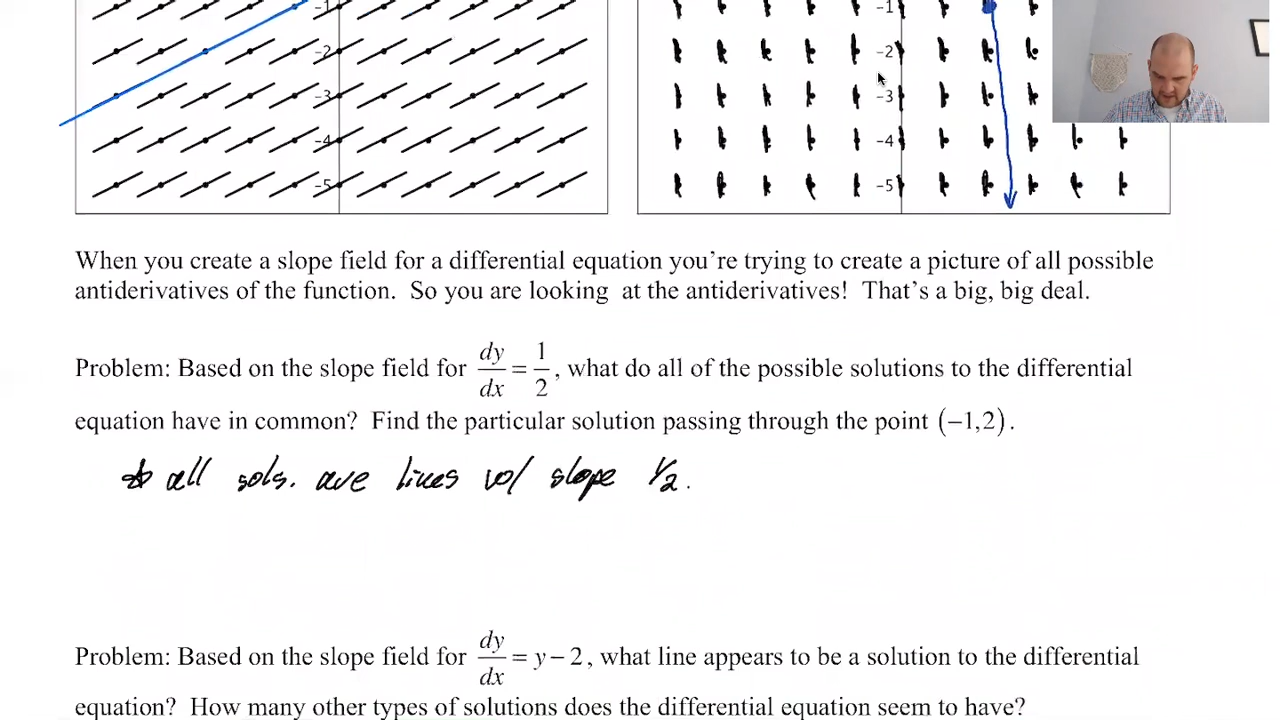 -1 -1
-2 -2
-3 -3
-4 -4
-5 -5
When you create a slope field for a differential equation you're trying to create a picture of all possible
antiderivatives of the function. So you are looking at the antiderivatives! That's a big, big deal.
Problem: Based on the slope field for dy/dx = 1/2, what do all of the possible solutions to the differential
equation have in common? Find the particular solution passing through the point (−1,2).
all sols. are lines w/ slope 1/2.
Problem: Based on the slope field for dy/dx = y − 2, what line appears to be a solution to the differential
equation? How many other types of solutions does the differential equation seem to have?